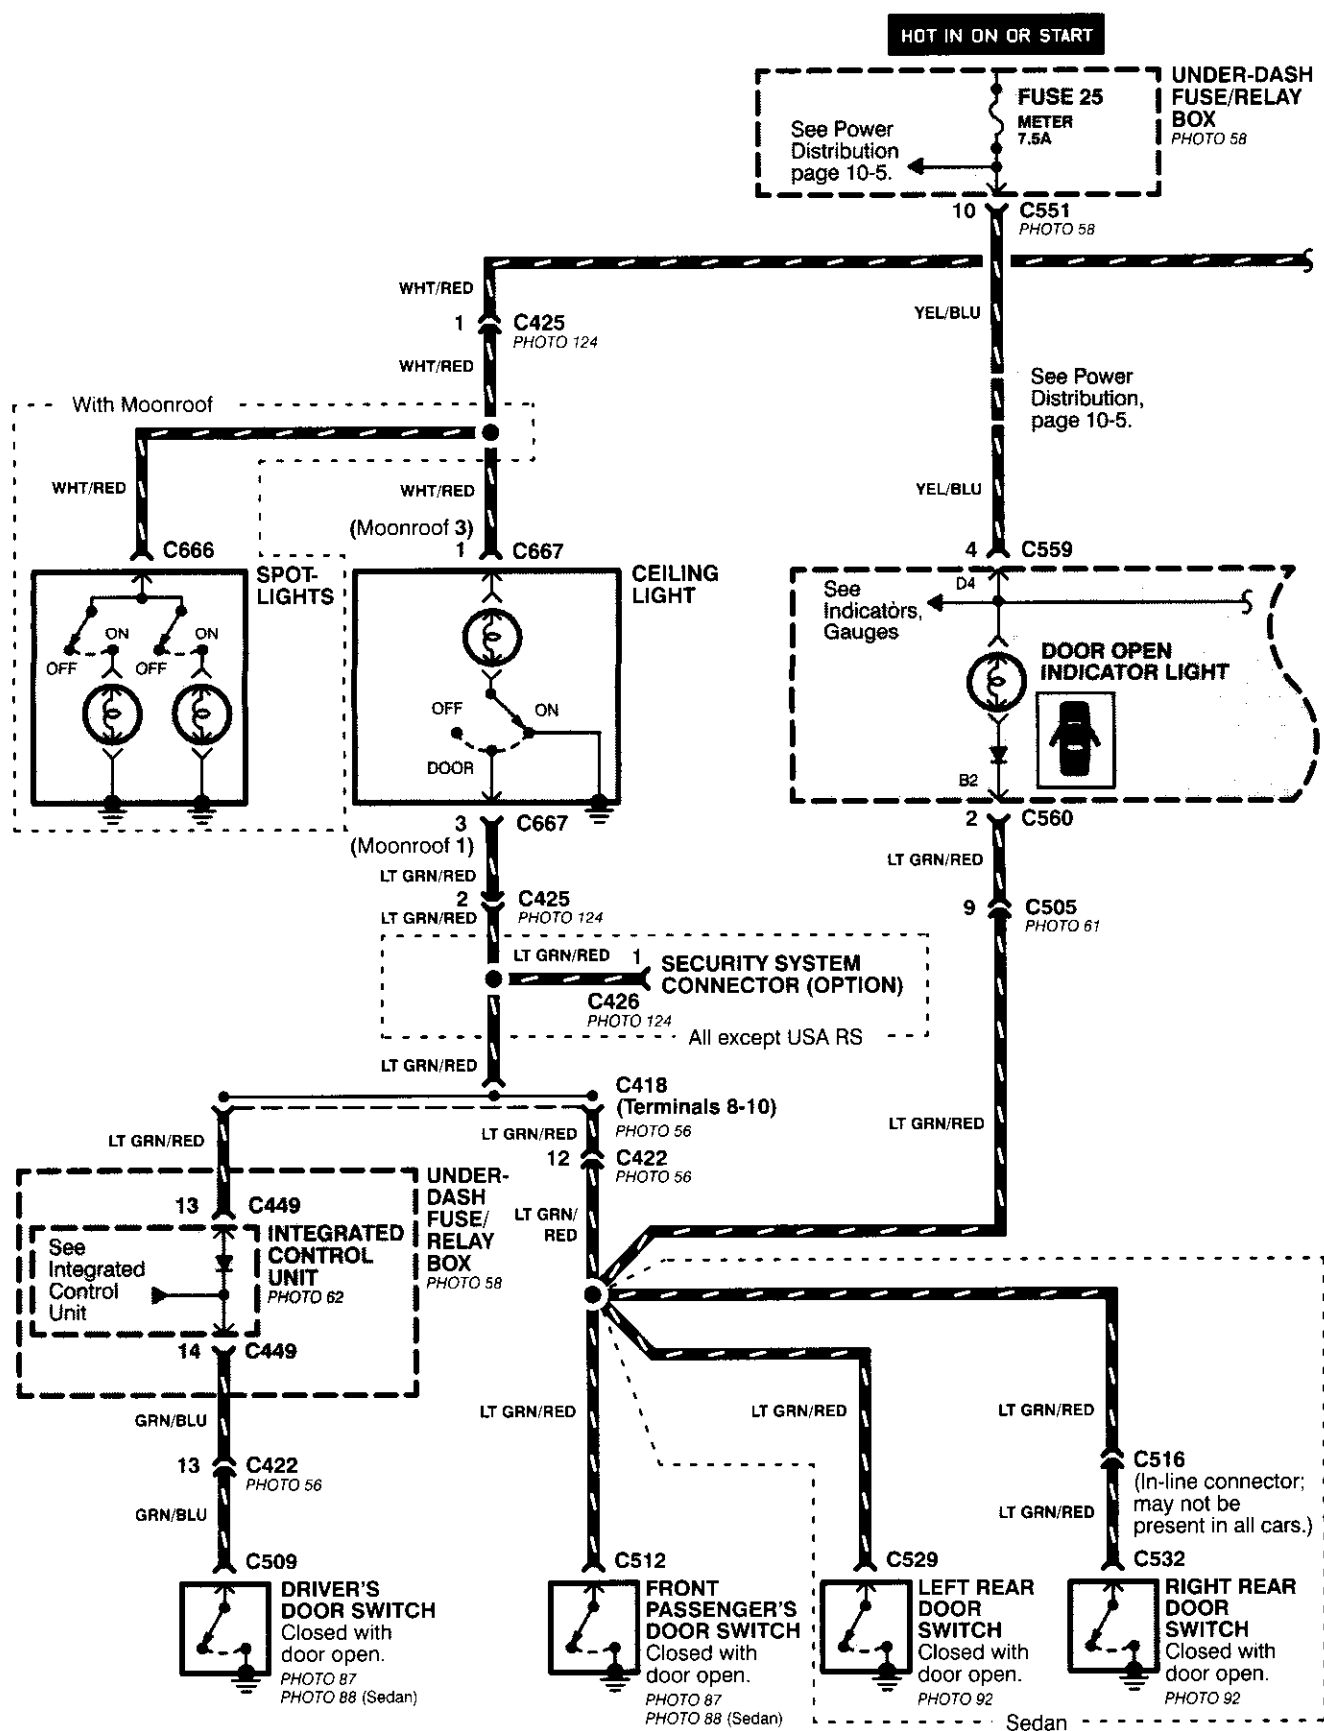 HOT IN ON OR START
UNDER-DASH
FUSE/RELAY
BOX
PHOTO 58
FUSE 25
METER
7.5A
See Power
Distribution
page 10-5.
10
C551
PHOTO 58
WHT/RED
YEL/BLU
1
C425
PHOTO 124
WHT/RED
See Power
Distribution,
page 10-5.
With Moonroof
WHT/RED
WHT/RED
YEL/BLU
(Moonroof 3)
1
C667
C666
4
C559
SPOT-
LIGHTS
CEILING
LIGHT
D4
See
Indicators,
Gauges
ON
ON
OFF
OFF
DOOR OPEN
INDICATOR LIGHT
OFF
ON
DOOR
B2
3
C667
(Moonroof 1)
2
C560
LT GRN/RED
LT GRN/RED
2
C425
PHOTO 124
LT GRN/RED
9
C505
PHOTO 61
LT GRN/RED
1
SECURITY SYSTEM
CONNECTOR (OPTION)
C426
PHOTO 124
All except USA RS
LT GRN/RED
C418
(Terminals 8-10)
PHOTO 56
LT GRN/RED
LT GRN/RED
LT GRN/RED
12
C422
PHOTO 56
UNDER-
DASH
FUSE/
RELAY
BOX
PHOTO 58
13
C449
LT GRN/
RED
See
Integrated
Control
Unit
INTEGRATED
CONTROL
UNIT
PHOTO 62
14
C449
GRN/BLU
LT GRN/RED
LT GRN/RED
LT GRN/RED
13
C422
PHOTO 56
C516
(In-line connector;
may not be
present in all cars.)
GRN/BLU
LT GRN/RED
C509
C512
C529
C532
DRIVER'S
DOOR SWITCH
Closed with
door open.
PHOTO 87
PHOTO 88 (Sedan)
FRONT
PASSENGER'S
DOOR SWITCH
Closed with
door open.
PHOTO 87
PHOTO 88 (Sedan)
LEFT REAR
DOOR
SWITCH
Closed with
door open.
PHOTO 92
RIGHT REAR
DOOR
SWITCH
Closed with
door open.
PHOTO 92
Sedan